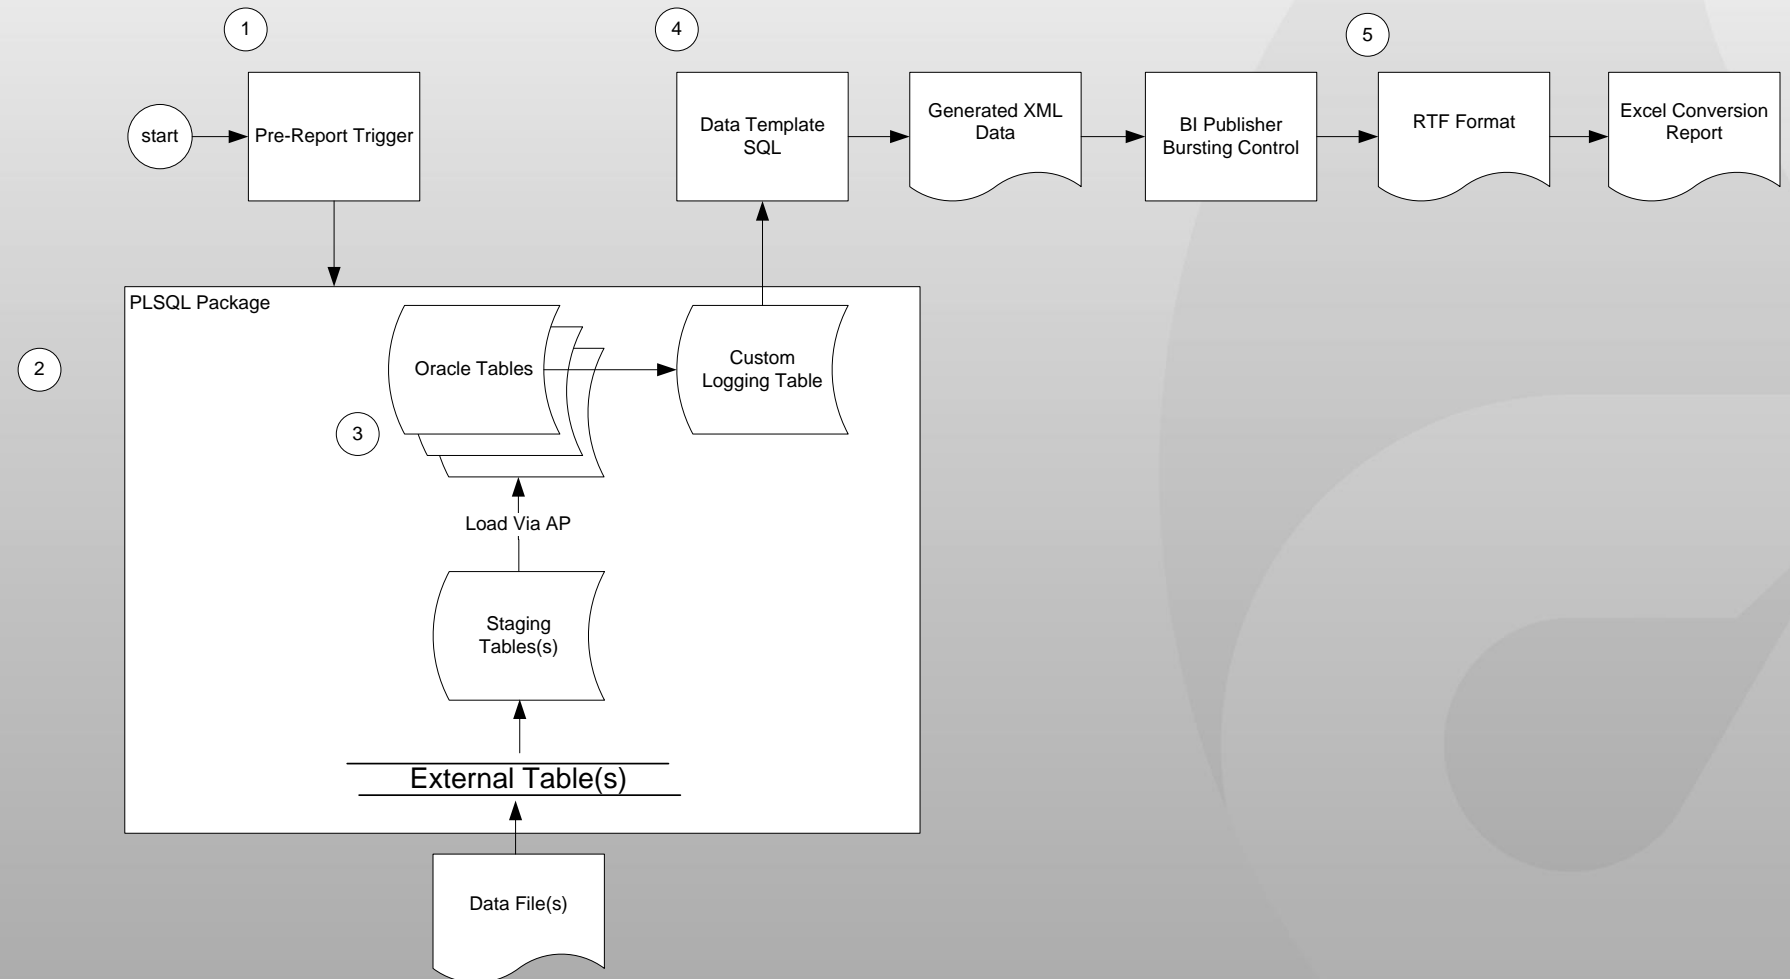 1
4
5
start
Pre-Report Trigger
Data Template
SQL
Generated XML
Data
BI Publisher
Bursting Control
RTF Format
Excel Conversion
Report
PLSQL Package
2
Oracle Tables
Custom
Logging Table
3
Load Via AP
Staging
Tables(s)
External Table(s)
Data File(s)